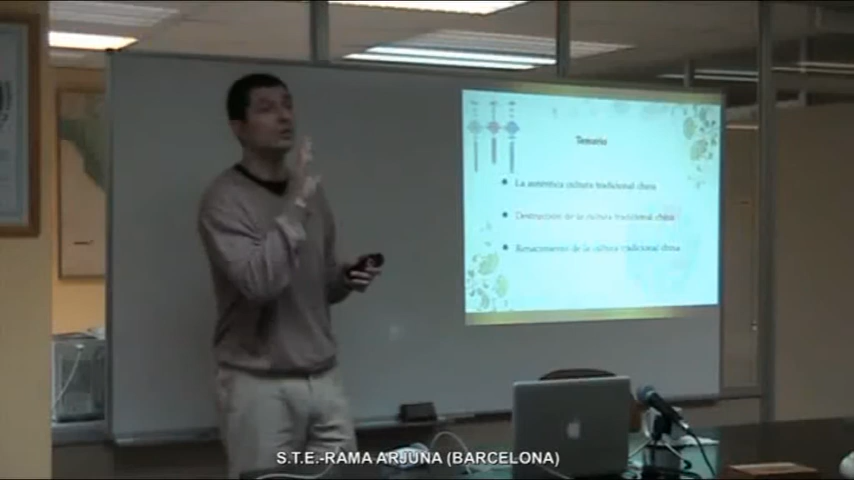 Temario
La auténtica cultura tradicional china
Destrucción de la cultura tradicional china
Renacimiento de la cultura tradicional china
S.T.E.-RAMA ARJUNA (BARCELONA)